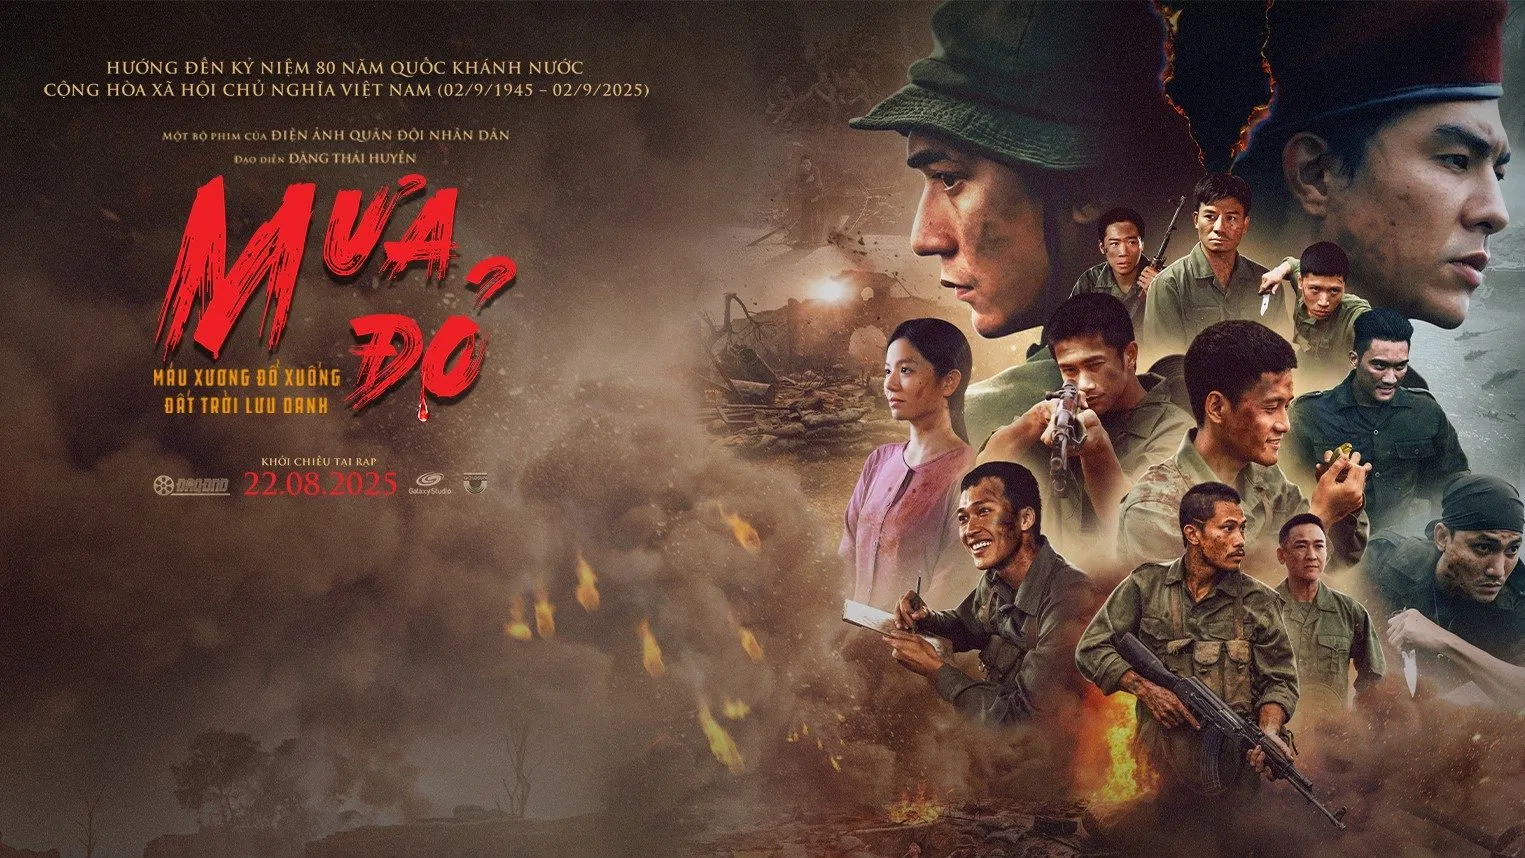 HƯỚNG ĐẾN KỶ NIỆM 80 NĂM QUỐC KHÁNH NƯỚC
CỘNG HÒA XÃ HỘI CHỦ NGHĨA VIỆT NAM (02/9/1945 - 02/9/2025)
MỘT BỘ PHIM CỦA ĐIỆN ẢNH QUÂN ĐỘI NHÂN DÂN
ĐẠO DIỄN ĐẶNG THÁI HUYỀN
MƯA
ĐỎ
MÁU XƯƠNG ĐỔ XUỐNG
ĐẤT TRỜI LƯU DANH
KHỞI CHIẾU TẠI RẠP
22.08.2025
GalaxyStudio